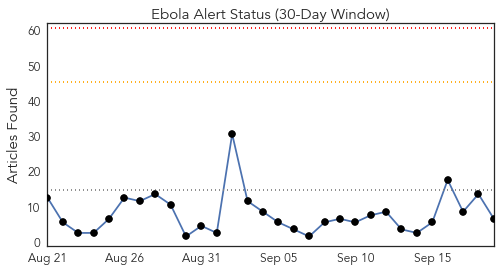 Ebola Alert Status (30-Day Window)
Articles Found
60
50
40
30
20
10
0
Aug 21
Aug 26
Aug 31
Sep 05
Sep 10
Sep 15